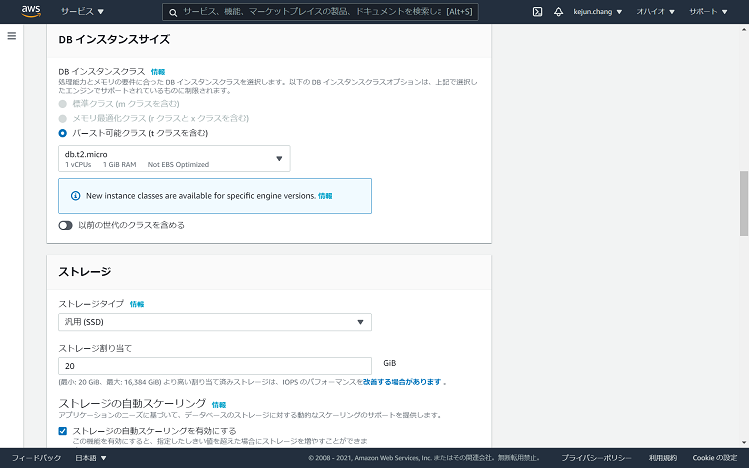 aws サービス サービス、機能、マーケットプレイスの製品、ドキュメントを検索しま [Alt+S] kejun.chang オハイオ サポート
DB インスタンスサイズ
DB インスタンスクラス 情報
処理能力とメモリの要件に合った DB インスタンスクラスを選択します。以下の DB インスタンスクラスオプションは、上記で選択し
たエンジンでサポートされているものに制限されます。
標準クラス (m クラスを含む)
メモリ最適化クラス (r クラスと x クラスを含む)
バースト可能クラス (t クラスを含む)
db.t2.micro
1 vCPUs 1 GiB RAM Not EBS Optimized
New instance classes are available for specific engine versions. 情報
以前の世代のクラスを含める
ストレージ
ストレージタイプ 情報
汎用 (SSD)
ストレージ割り当て
20 GiB
(最小: 20 GiB、最大: 16,384 GiB) より高い割り当て済みストレージは、IOPS のパフォーマンスを改善する場合があります 。
ストレージの自動スケーリング 情報
アプリケーションのニーズに基づいて、データベースのストレージに対する動的なスケーリングのサポートを提供します。
ストレージの自動スケーリングを有効にする
この機能を有効にすると、指定したしきい値を超えた場合にストレージを増やすことができま
フィードバック 日本語 © 2008 - 2021, Amazon Web Services, Inc. またはその関連会社。無断転用禁止。 プライバシーポリシー 利用規約 Cookie の設定